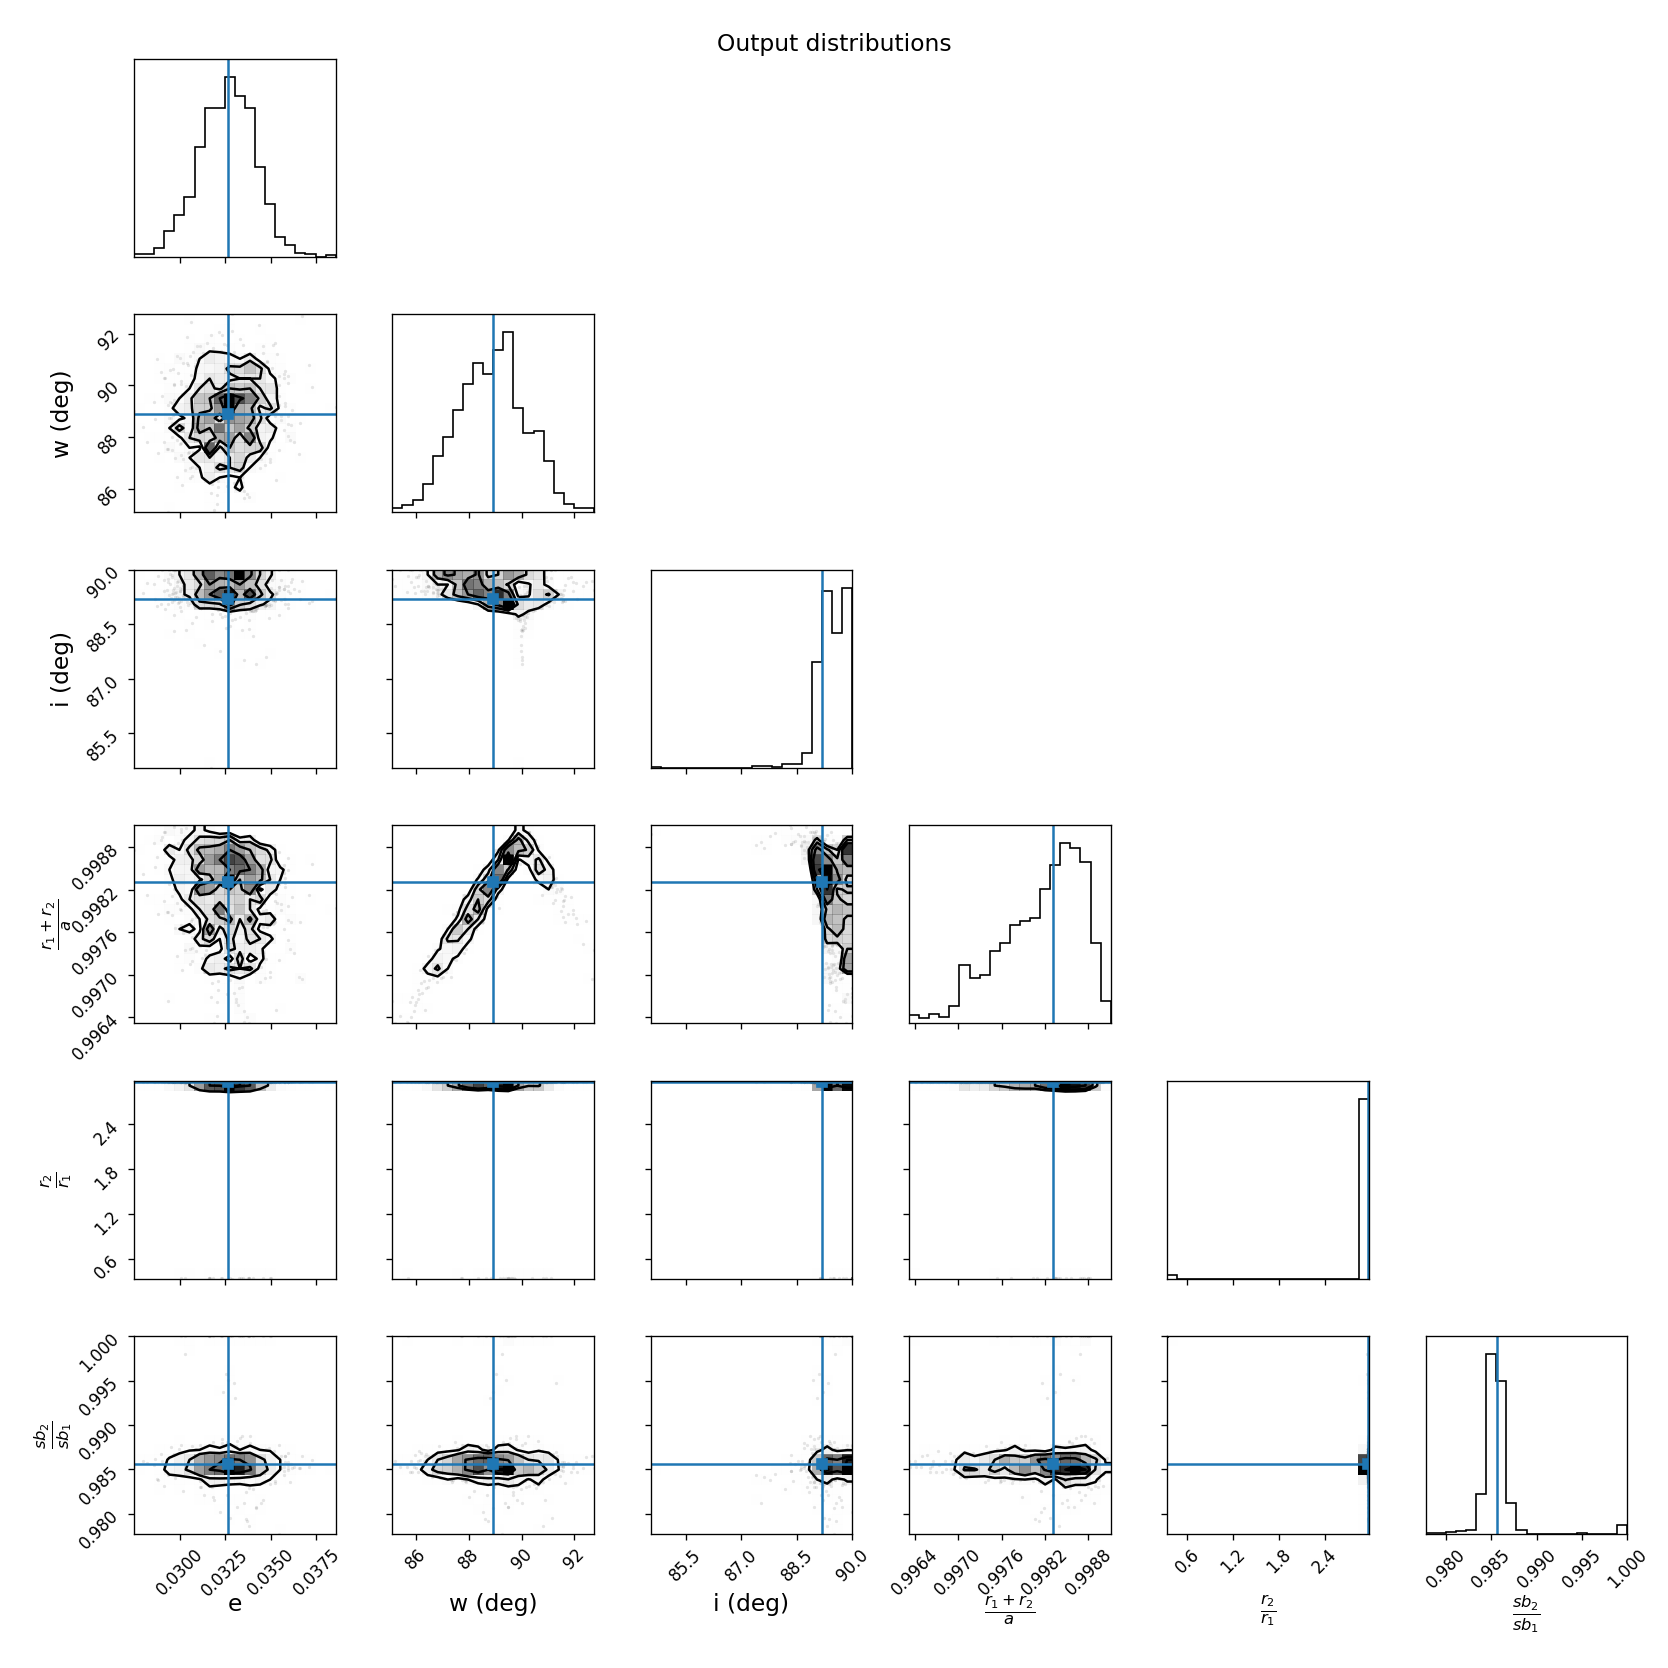 Output distributions
w (deg)
92
90
88
86
i (deg)
90.0
88.5
87.0
85.5
r₁ + r₂
a
0.9988
0.9982
0.9976
0.9970
0.9964
r₂
r₁
2.4
1.8
1.2
0.6
sb₂
sb₁
1.000
0.995
0.990
0.985
0.980
0.0300 0.0325 0.0350 0.0375 86 88 90 92 85.5 87.0 88.5 90.0 0.9964 0.9970 0.9976 0.9982 0.9988 0.6 1.2 1.8 2.4 0.980 0.985 0.990 0.995 1.000
e w (deg) i (deg) r₁ + r₂ r₂ sb₂
a r₁ sb₁